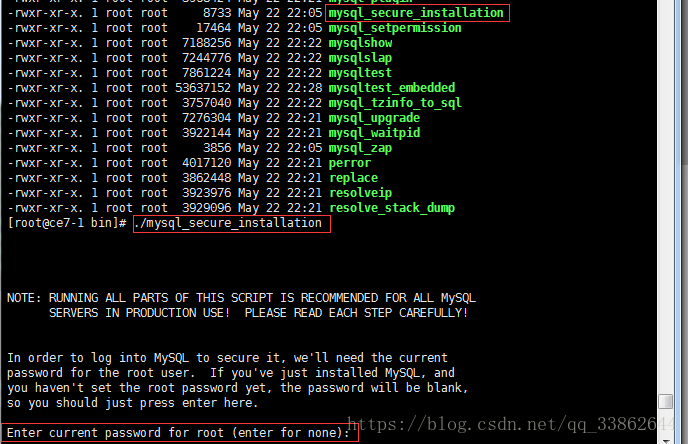 -rwxr-xr-x. 1 root root 8733 May 22 22:05 mysql_secure_installation
-rwxr-xr-x. 1 root root 17464 May 22 22:05 mysql_setpermission
-rwxr-xr-x. 1 root root 7188256 May 22 22:22 mysqlshow
-rwxr-xr-x. 1 root root 7244776 May 22 22:22 mysqlslap
-rwxr-xr-x. 1 root root 7861224 May 22 22:22 mysqltest
-rwxr-xr-x. 1 root root 53637152 May 22 22:28 mysqltest_embedded
-rwxr-xr-x. 1 root root 3757040 May 22 22:22 mysql_tzinfo_to_sql
-rwxr-xr-x. 1 root root 7276304 May 22 22:21 mysql_upgrade
-rwxr-xr-x. 1 root root 3922144 May 22 22:21 mysql_waitpid
-rwxr-xr-x. 1 root root 3856 May 22 22:05 mysql_zap
-rwxr-xr-x. 1 root root 4017120 May 22 22:21 perror
-rwxr-xr-x. 1 root root 3862448 May 22 22:21 replace
-rwxr-xr-x. 1 root root 3923976 May 22 22:21 resolveip
-rwxr-xr-x. 1 root root 3929096 May 22 22:21 resolve_stack_dump
[root@ce7-1 bin]# ./mysql_secure_installation
NOTE: RUNNING ALL PARTS OF THIS SCRIPT IS RECOMMENDED FOR ALL MySQL
SERVERS IN PRODUCTION USE! PLEASE READ EACH STEP CAREFULLY!
In order to log into MySQL to secure it, we'll need the current
password for the root user. If you've just installed MySQL, and
you haven't set the root password yet, the password will be blank,
so you should just press enter here.
Enter current password for root (enter for none):
https://blog.csdn.net/qq_33862644